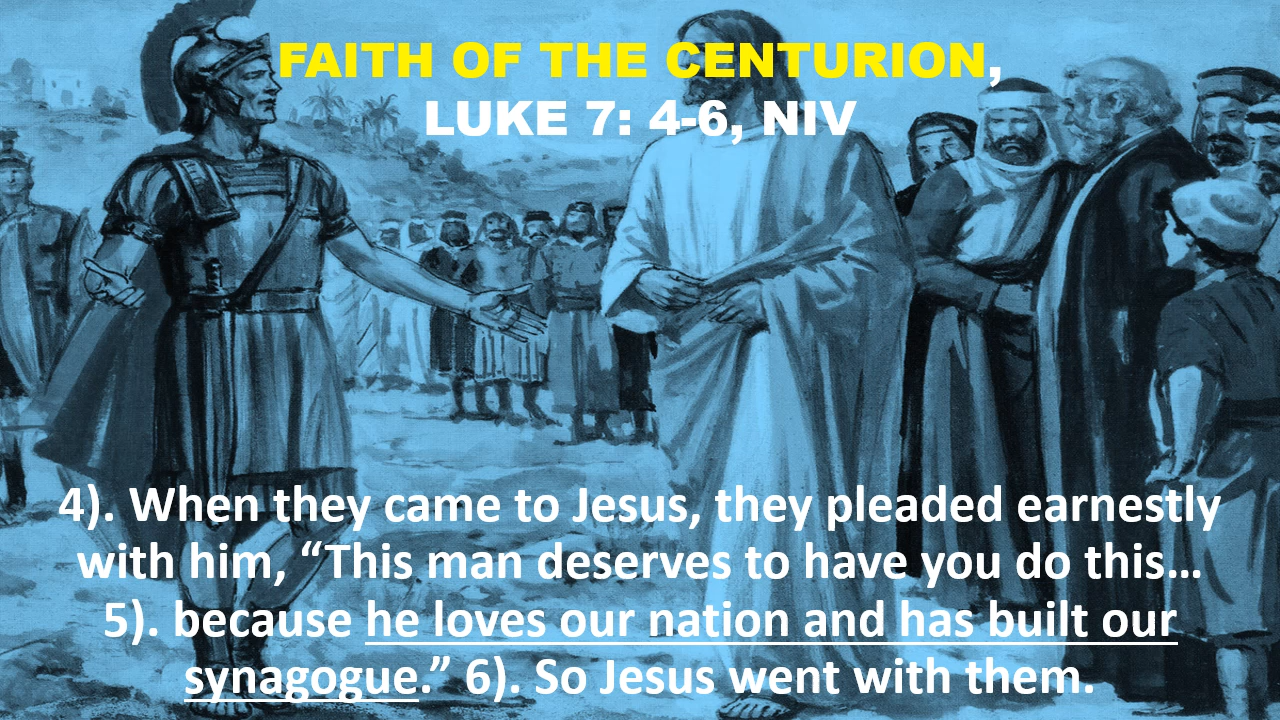 FAITH OF THE CENTURION,
LUKE 7: 4-6, NIV
4). When they came to Jesus, they pleaded earnestly
with him, “This man deserves to have you do this…
5). because he loves our nation and has built our
synagogue.” 6). So Jesus went with them.